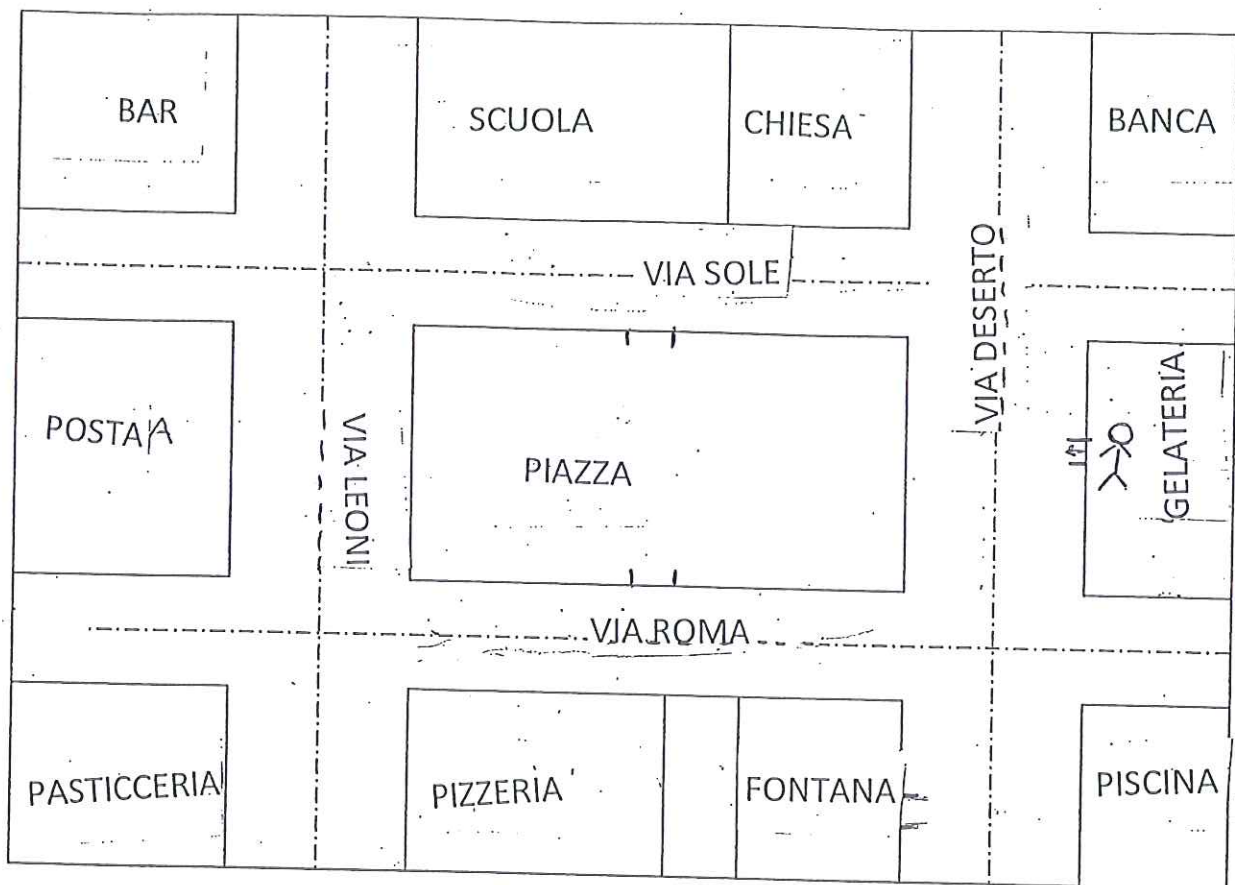 BAR
SCUOLA
CHIESA
BANCA
VIA SOLE
VIA DESERTO
POSTA A
VIA LEONI
PIAZZA
GELATERIA
VIA ROMA
PASTICCERIA
PIZZERIA
FONTANA
PISCINA